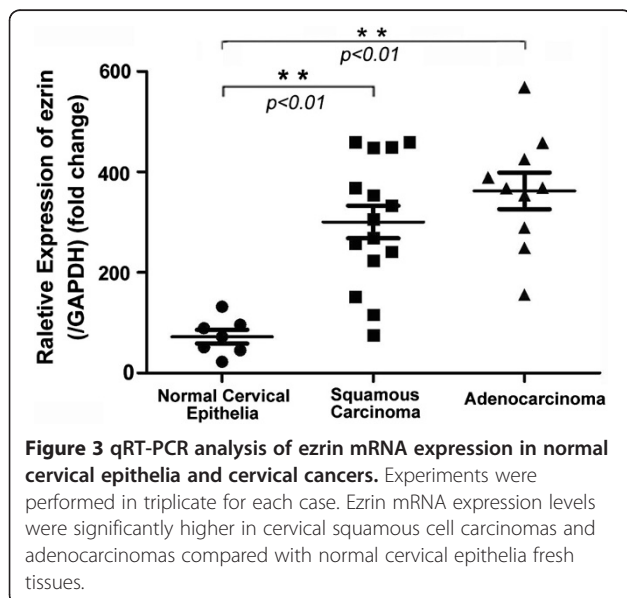 * *
p<0.01
* *
p<0.01
Raletive Expression of ezrin
(/GAPDH) (fold change)
600
400
200
0
Normal Cervical
Epithelia
Squamous
Carcinoma
Adenocarcinoma
Figure 3 qRT-PCR analysis of ezrin mRNA expression in normal
cervical epithelia and cervical cancers. Experiments were
performed in triplicate for each case. Ezrin mRNA expression levels
were significantly higher in cervical squamous cell carcinomas and
adenocarcinomas compared with normal cervical epithelia fresh
tissues.